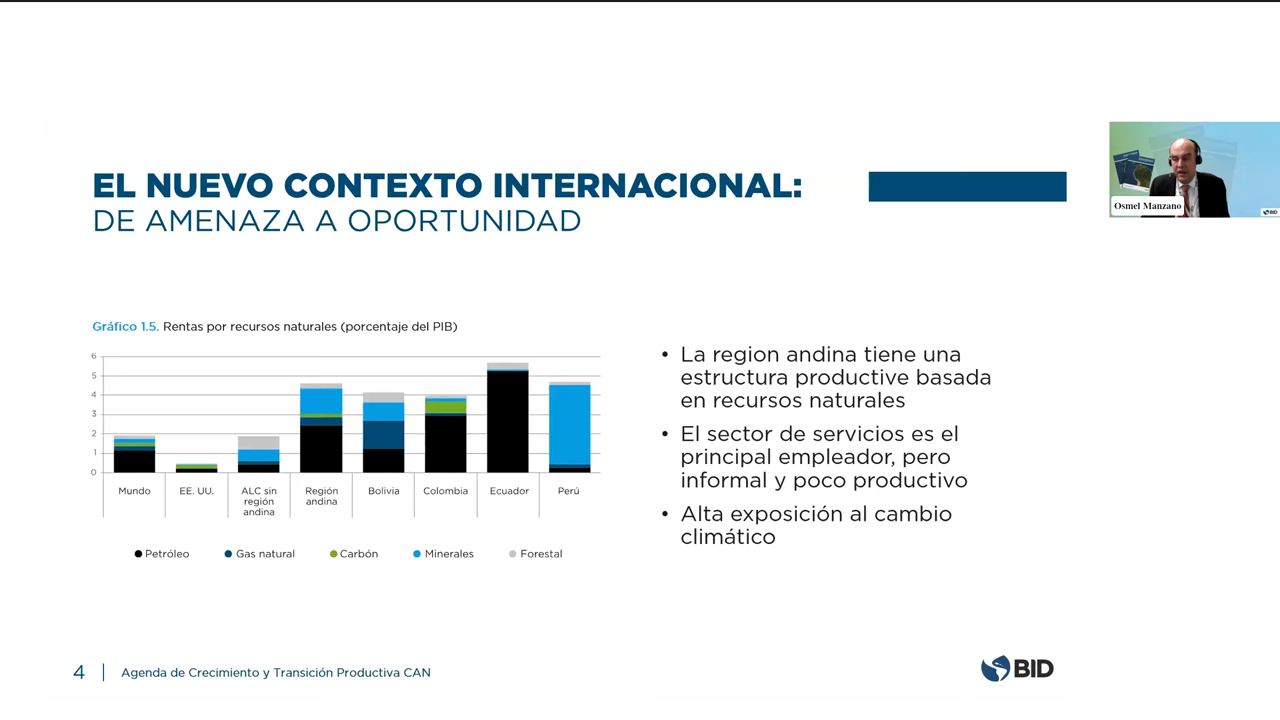 EL NUEVO CONTEXTO INTERNACIONAL:
DE AMENAZA A OPORTUNIDAD
Osmel Manzano
BID
Gráfico 1.5. Rentas por recursos naturales (porcentaje del PIB)
6
5
4
3
2
1
0
Mundo
EE. UU.
ALC sin
región
andina
Región
andina
Bolivia
Colombia
Ecuador
Perú
Petróleo
Gas natural
Carbón
Minerales
Forestal
• La region andina tiene una
estructura productive basada
en recursos naturales
• El sector de servicios es el
principal empleador, pero
informal y poco productivo
• Alta exposición al cambio
climático
4
Agenda de Crecimiento y Transición Productiva CAN
BID